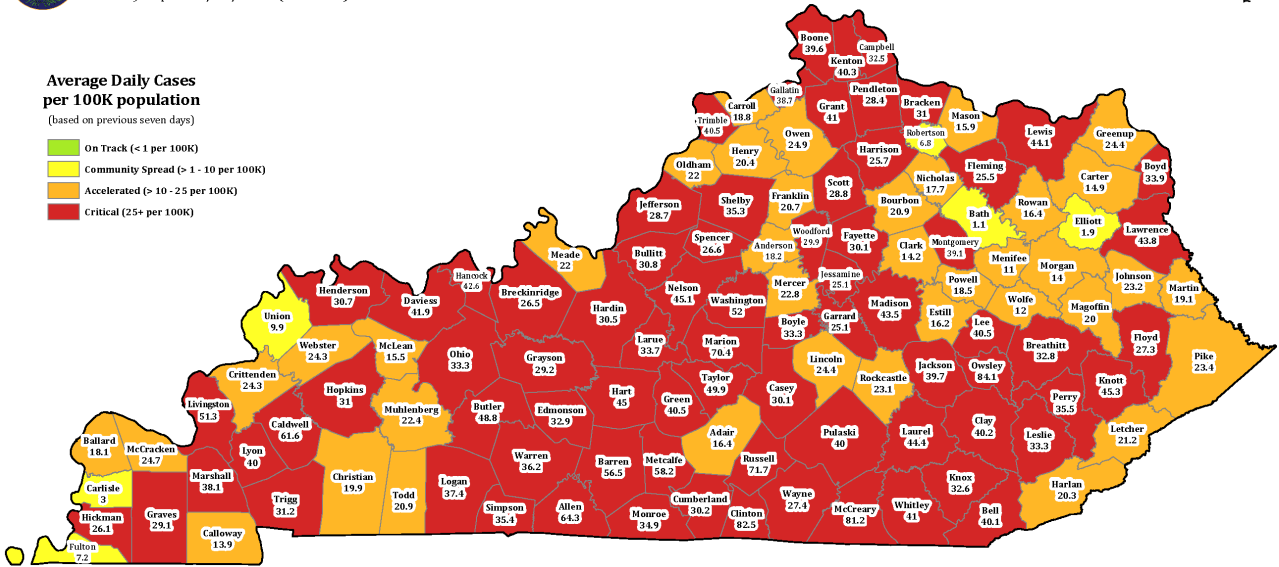 Average Daily Cases
per 100K population
(based on previous seven days)
On Track (< 1 per 100K)
Community Spread (> 1 - 10 per 100K)
Accelerated (> 10 - 25 per 100K)
Critical (25+ per 100K)
Boone
39.6
Kenton
40.3
Campbell
32.5
Gallatin
38.7
Grant
41
Pendleton
28.4
Bracken
31
Mason
15.9
Robertson
6.8
Lewis
44.1
Greenup
24.4
Carroll
18.8
Trimble
40.5
Owen
24.9
Henry
20.4
Oldham
22
Harrison
25.7
Fleming
25.5
Carter
14.9
Boyd
33.9
Nicholas
17.7
Scott
28.8
Bourbon
20.9
Franklin
20.7
Shelby
35.3
Jefferson
28.7
Bath
1.1
Rowan
16.4
Elliott
1.9
Lawrence
43.8
Woodford
29.9
Fayette
30.1
Clark
14.2
Montgomery
39.1
Spencer
26.6
Anderson
18.2
Bullitt
30.8
Meade
22
Menifee
11
Morgan
14
Johnson
23.2
Martin
19.1
Powell
18.5
Jessamine
25.1
Mercer
22.8
Nelson
45.1
Washington
52
Madison
43.5
Estill
16.2
Wolfe
12
Magoffin
20
Hancock
42.6
Breckinridge
26.5
Hardin
30.5
Henderson
30.7
Daviess
41.9
Union
9.9
Boyle
33.3
Garrard
25.1
Lee
40.5
Breathitt
32.8
Floyd
27.3
Pike
23.4
Webster
24.3
McLean
15.5
Ohio
33.3
Grayson
29.2
Larue
33.7
Marion
70.4
Lincoln
24.4
Rockcastle
23.1
Jackson
39.7
Owsley
84.1
Knott
45.3
Crittenden
24.3
Hopkins
31
Muhlenberg
22.4
Butler
48.8
Edmonson
32.9
Hart
45
Green
40.5
Taylor
49.9
Casey
30.1
Perry
35.5
Livingston
51.3
Caldwell
61.6
Lyon
40
Adair
16.4
Pulaski
40
Laurel
44.4
Clay
40.2
Leslie
33.3
Letcher
21.2
Ballard
18.1
McCracken
24.7
Marshall
38.1
Christian
19.9
Todd
20.9
Logan
37.4
Warren
36.2
Barren
56.5
Metcalfe
58.2
Russell
71.7
Harlan
20.3
Carlisle
3
Trigg
31.2
Simpson
35.4
Allen
64.3
Monroe
34.9
Cumberland
30.2
Clinton
82.5
Wayne
27.4
McCreary
81.2
Whitley
41
Knox
32.6
Bell
40.1
Hickman
26.1
Graves
29.1
Calloway
13.9
Fulton
7.2